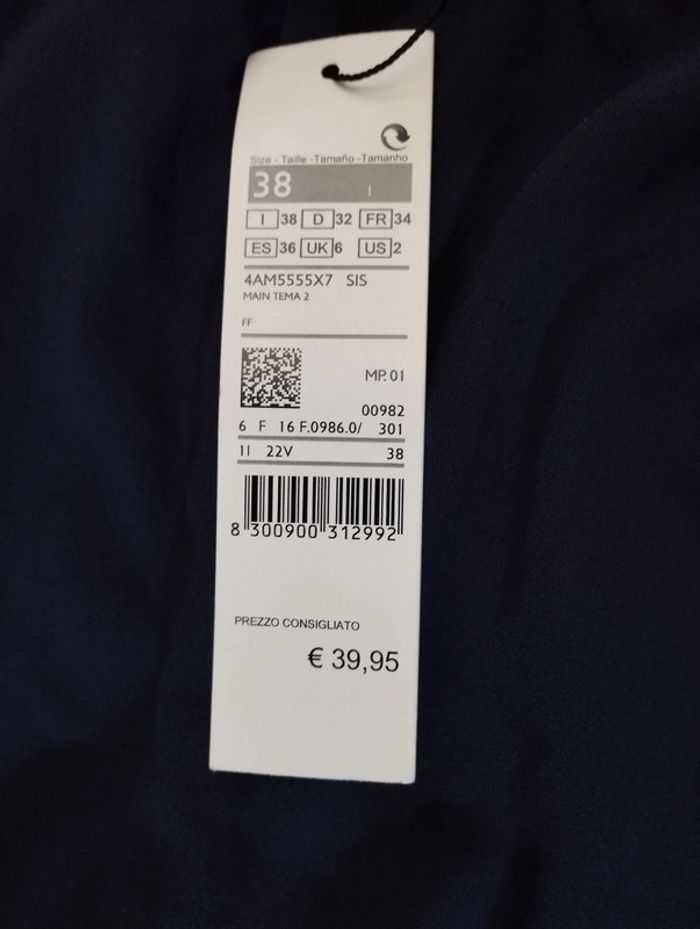 Size - Taille -Tamaño -Tamanho
38 I
I 38 D 32 FR 34
ES 36 UK 6 US 2
4AM5555X7 SIS
MAIN TEMA 2
FF
MP. 01
00982
6 F 16 F.0986.0/ 301
1I 22V 38
8 300900 312992
PREZZO CONSIGLIATO
€ 39,95